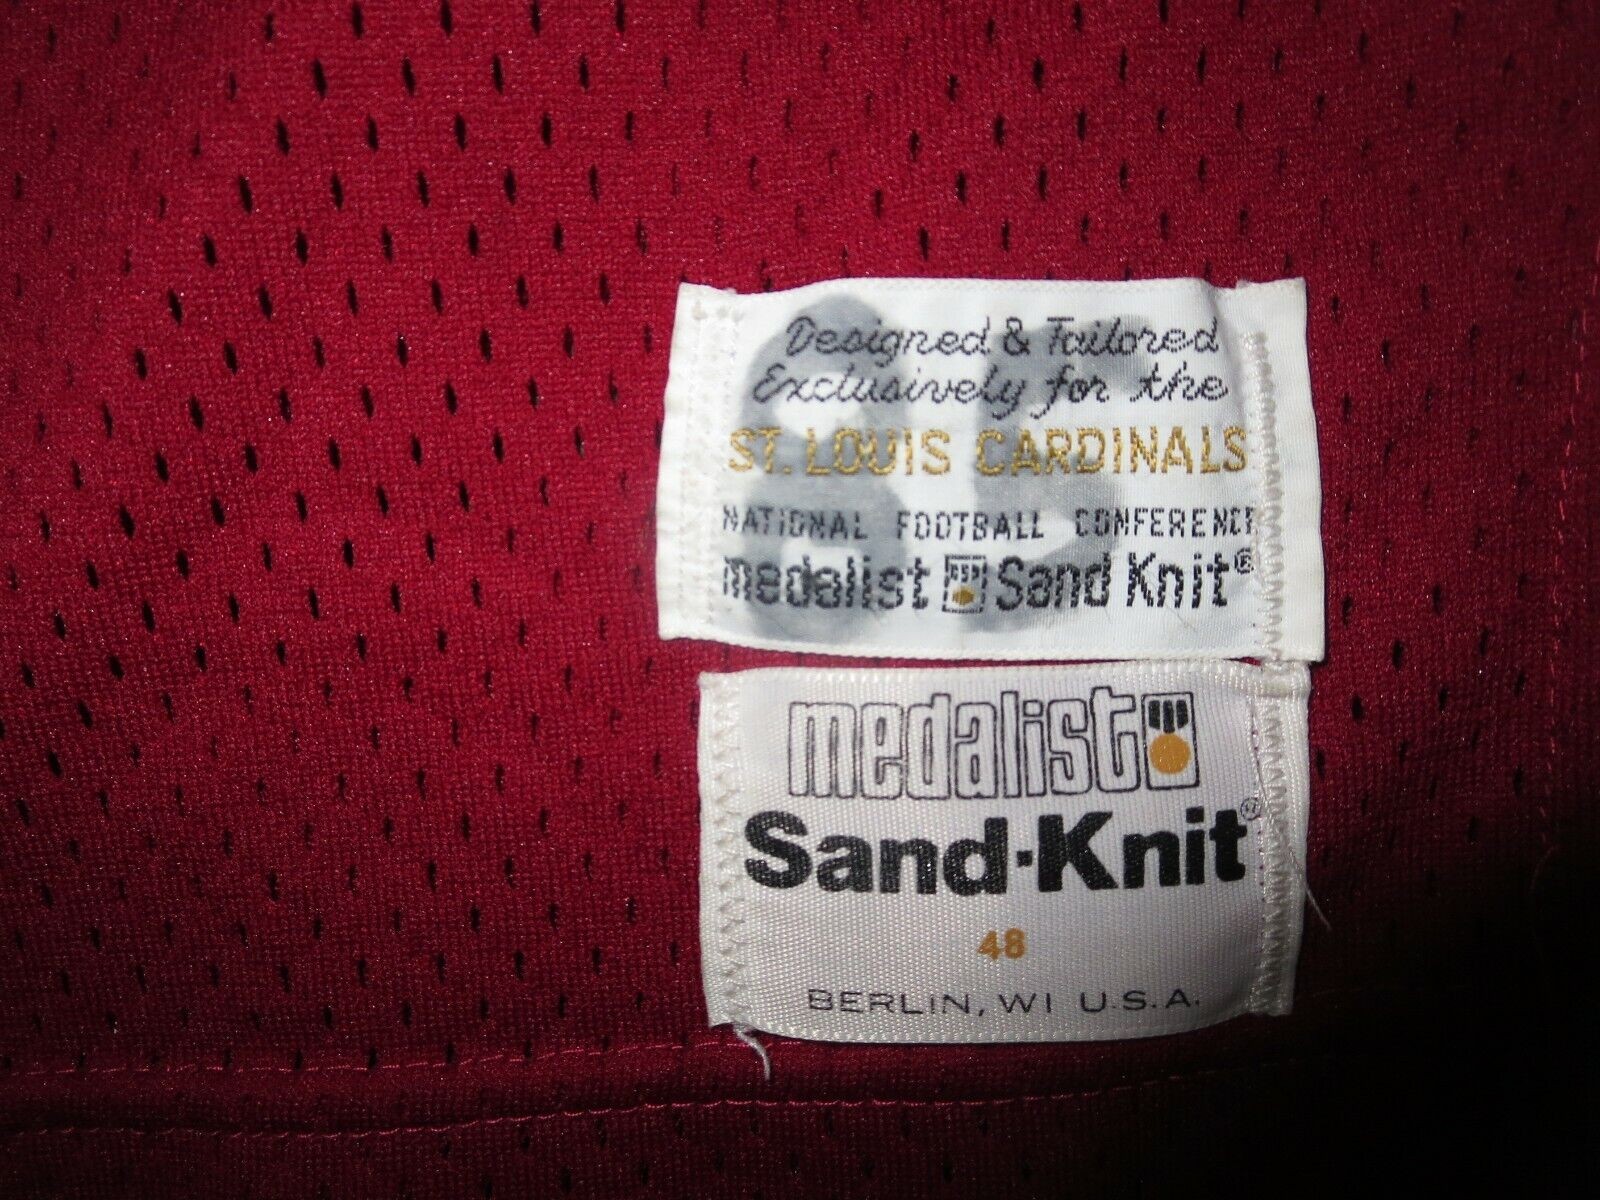 Designed & Tailored
Exclusively for the
ST. LOUIS CARDINALS
NATIONAL FOOTBALL CONFERENCE
medalist Sand Knit®
medalist
Sand-Knit®
48
BERLIN, WI U.S.A.